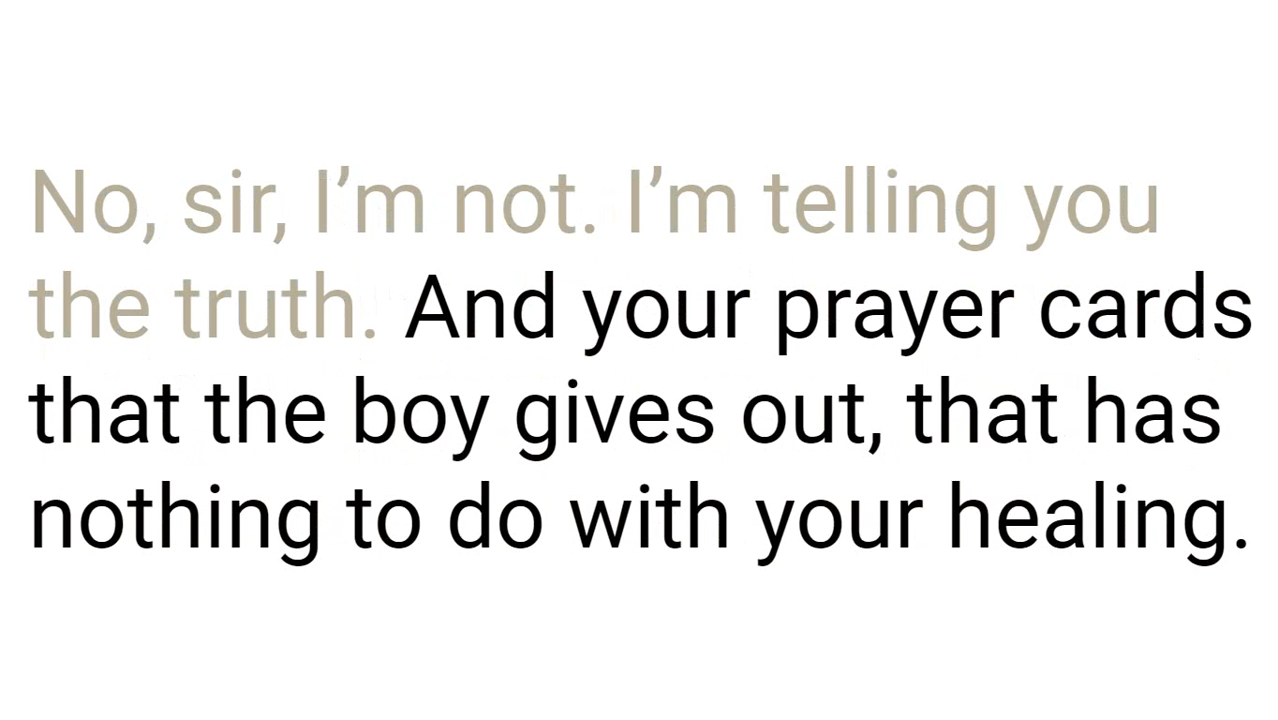 No, sir, I’m not. I’m telling you
the truth. And your prayer cards
that the boy gives out, that has
nothing to do with your healing.